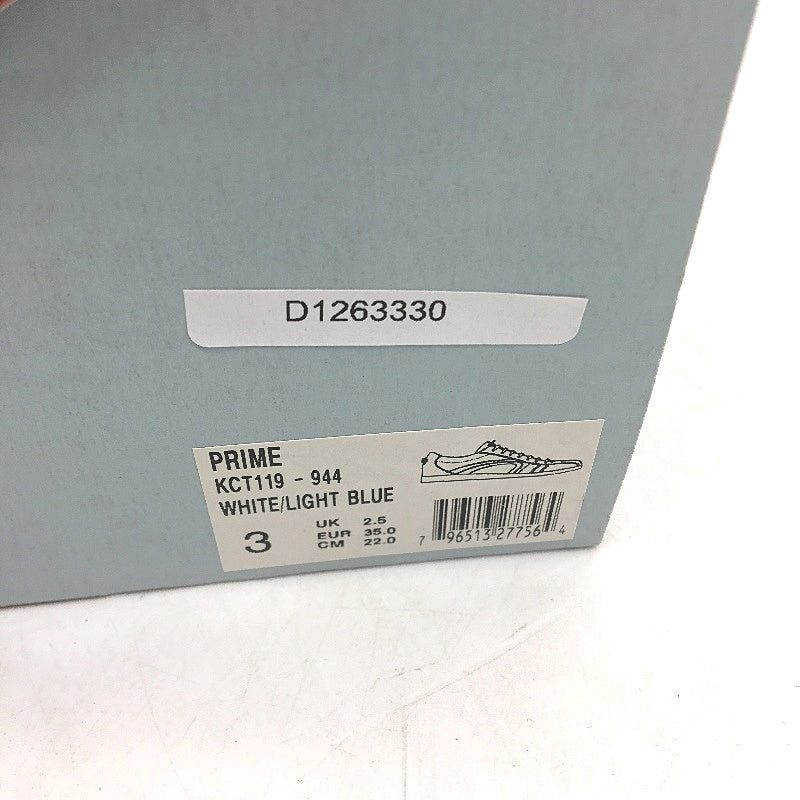 D1263330
PRIME
KCT119 - 944
WHITE/LIGHT BLUE
3
UK 2.5
EUR 35.0
CM 22.0
7 96513 27756 4